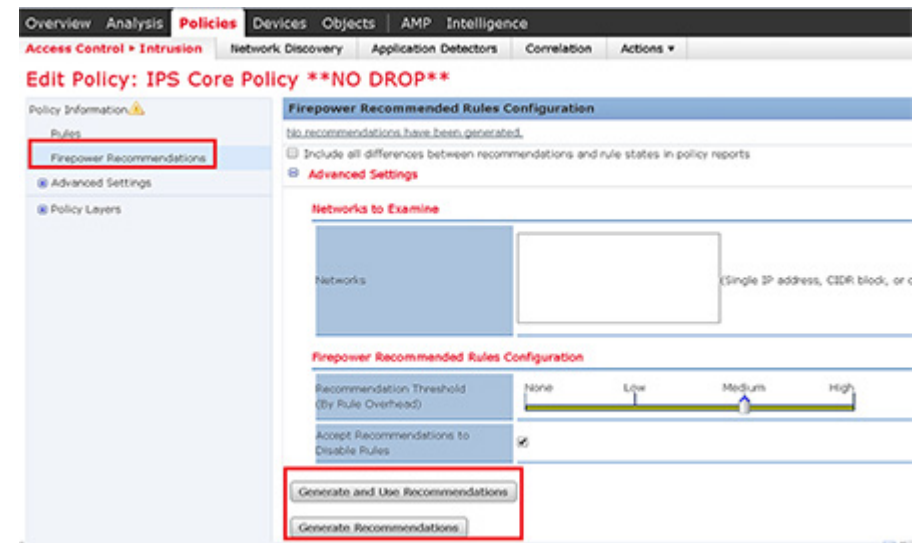 Overview Analysis Policies Devices Objects AMP Intelligence
Access Control ▸ Intrusion Network Discovery Application Detectors Correlation Actions ▾
Edit Policy: IPS Core Policy **NO DROP**
Policy Information
Rules
Firepower Recommendations
Advanced Settings
Policy Layers
Firepower Recommended Rules Configuration
No recommendations have been generated.
Include all differences between recommendations and rule states in policy reports
Advanced Settings
Networks to Examine
Networks
(Single IP address, CIDR block, or c
Firepower Recommended Rules Configuration
Recommendation Threshold
(By Rule Overhead)
None Low Medium High
Accept Recommendations to
Disable Rules
Generate and Use Recommendations
Generate Recommendations